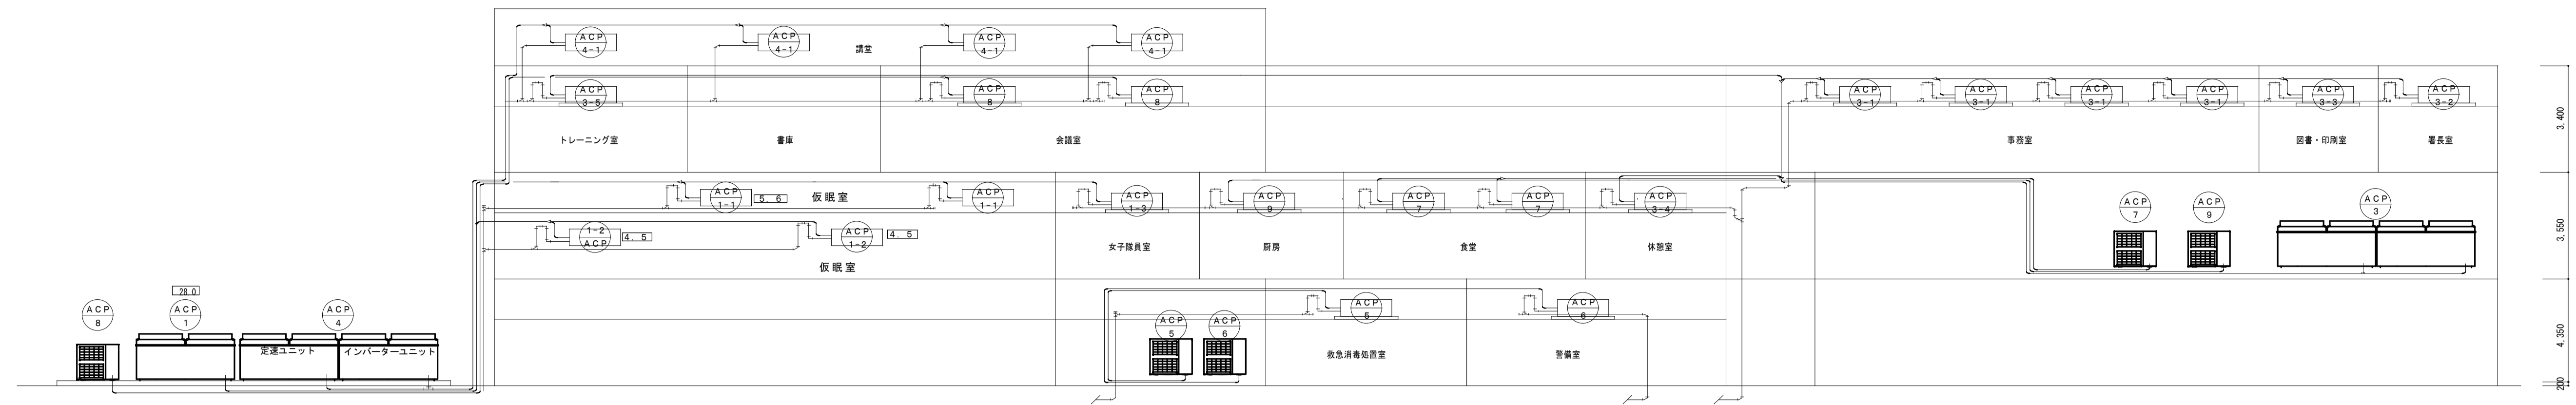 ACP
4-1
ACP
4-1
講堂
ACP
4-1
ACP
4-1
ACP
3-5
ACP
8
ACP
8
ACP
3-1
ACP
3-1
ACP
3-1
ACP
3-1
ACP
3-3
ACP
3-2
トレーニング室
書庫
会議室
事務室
図書・印刷室
署長室
3.400
ACP
1-1
5. 6
仮眠室
ACP
1-1
ACP
1-3
ACP
9
ACP
7
ACP
7
ACP
3-4
ACP
7
ACP
9
ACP
3
1-2
ACP
4. 5
ACP
1-2
4. 5
仮眠室
女子隊員室
厨房
食堂
休憩室
3.550
28.0
ACP
8
ACP
1
ACP
4
定速ユニット
インバーターユニット
ACP
5
ACP
6
ACP
5
ACP
6
救急消毒処置室
警備室
4.350
200